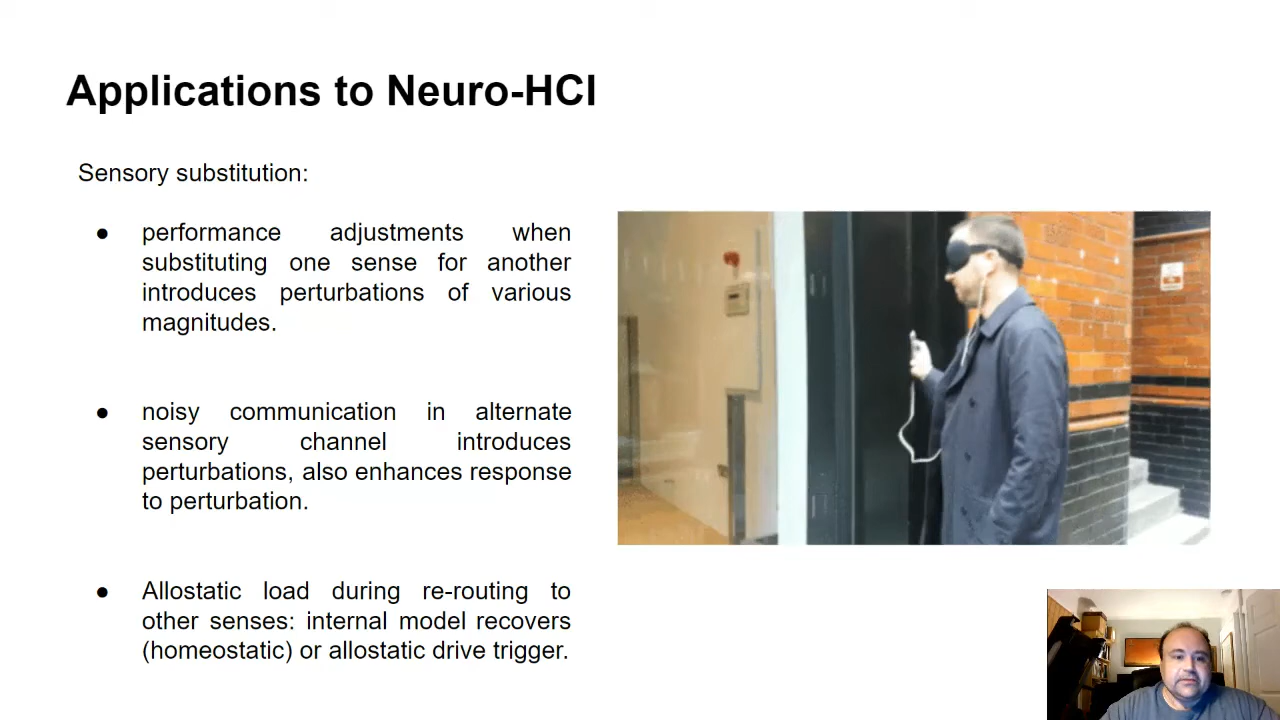 Applications to Neuro-HCI
Sensory substitution:
● performance adjustments when
substituting one sense for another
introduces perturbations of various
magnitudes.
● noisy communication in alternate
sensory channel introduces
perturbations, also enhances response
to perturbation.
● Allostatic load during re-routing to
other senses: internal model recovers
(homeostatic) or allostatic drive trigger.